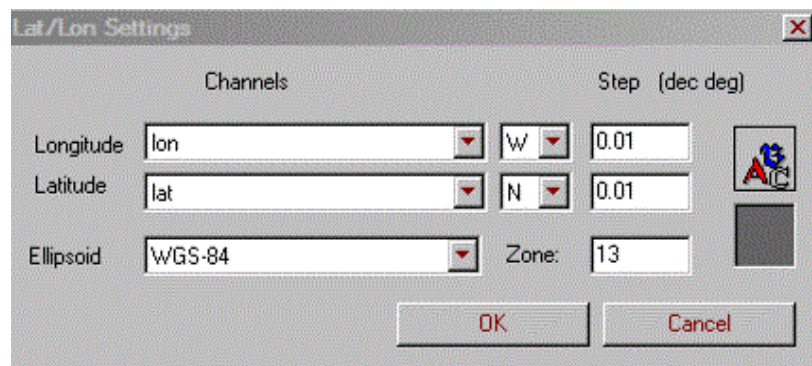 Lat/Lon Settings
Channels Step (dec deg)
Longitude lon W 0.01
Latitude lat N 0.01
Ellipsoid WGS-84 Zone: 13
OK Cancel
A B C